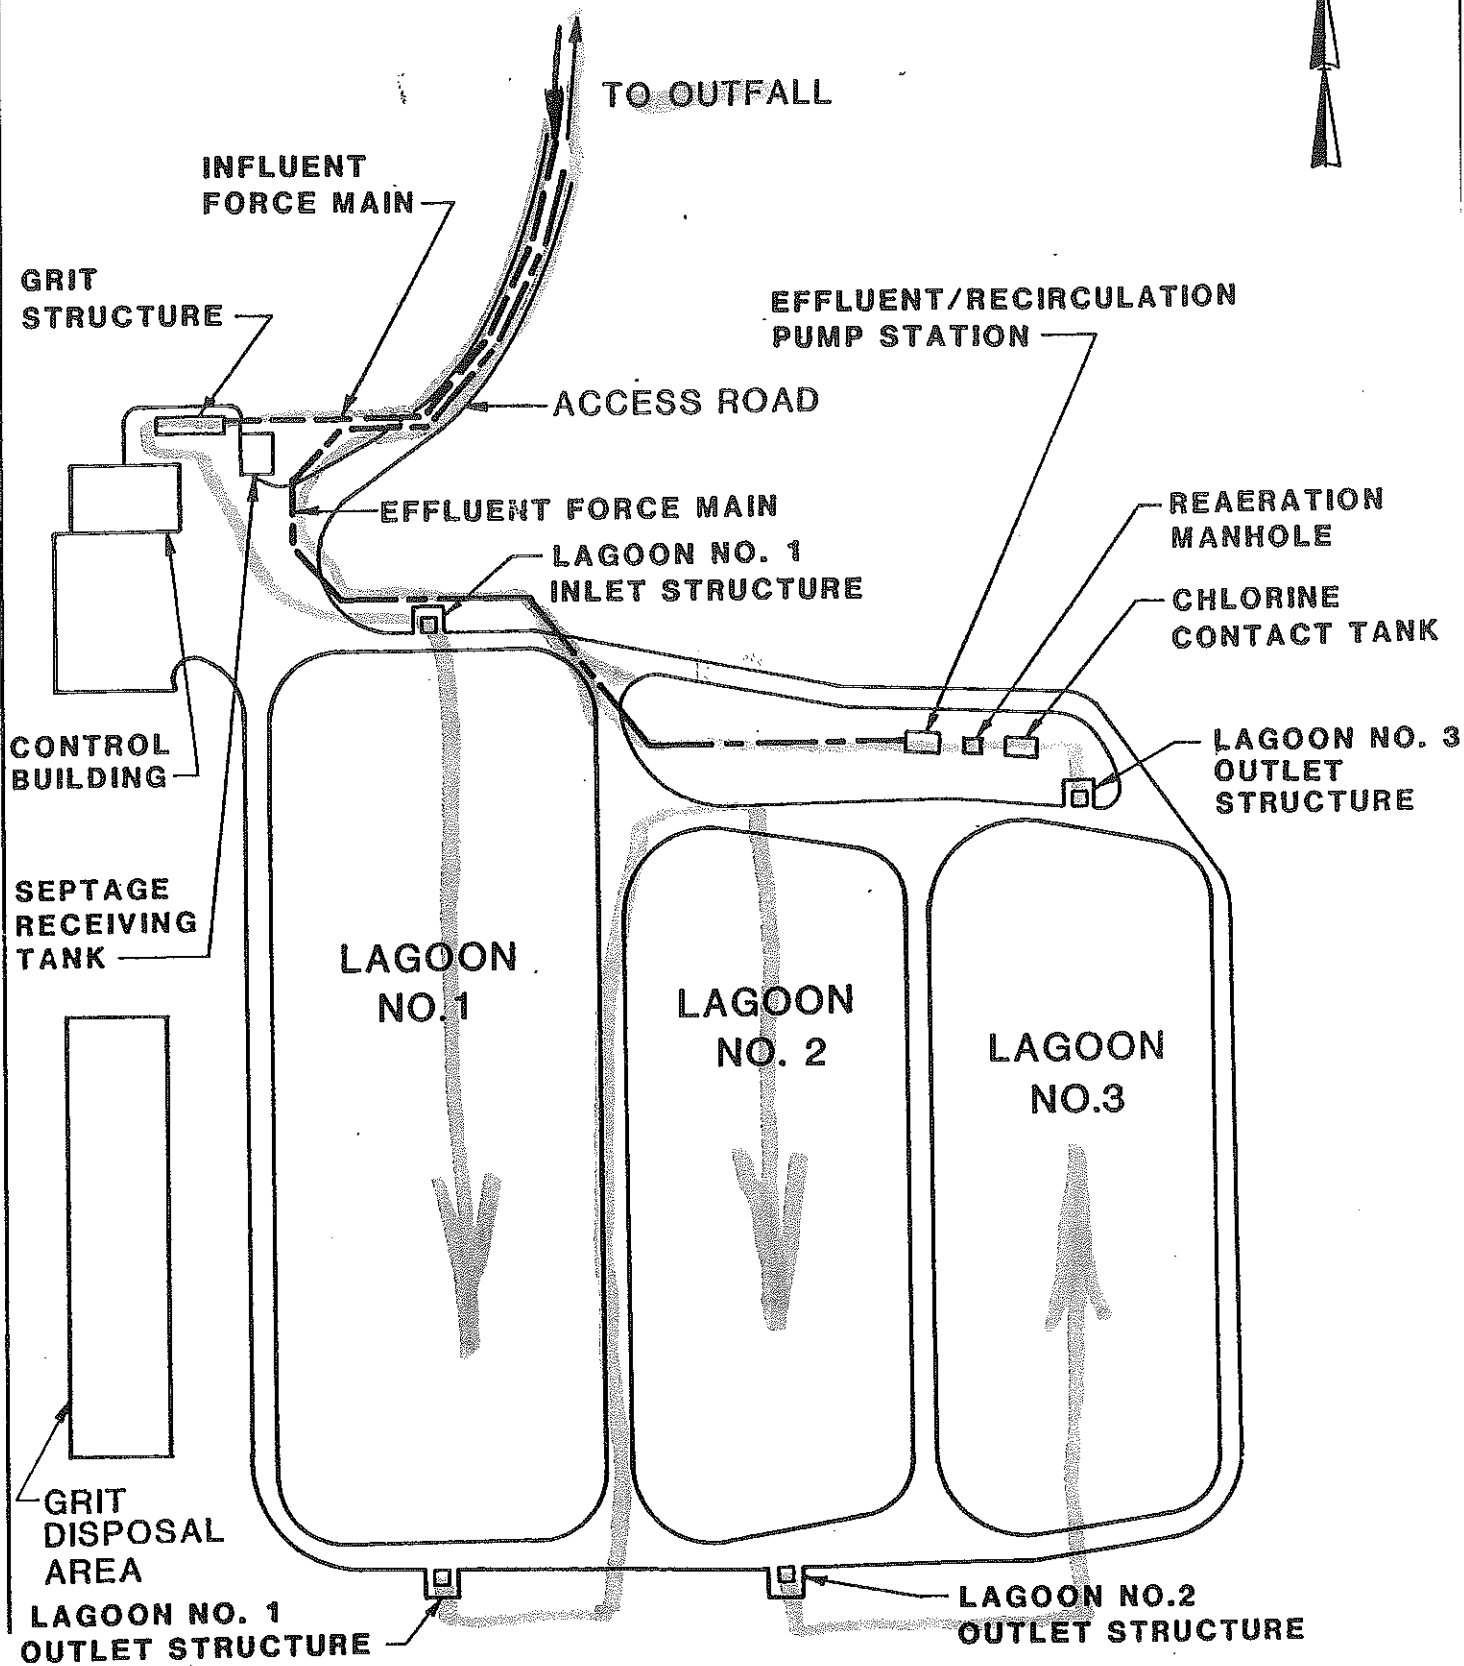 TO OUTFALL
INFLUENT
FORCE MAIN
GRIT
STRUCTURE
EFFLUENT/RECIRCULATION
PUMP STATION
ACCESS ROAD
EFFLUENT FORCE MAIN
REAERATION
MANHOLE
LAGOON NO. 1
INLET STRUCTURE
CHLORINE
CONTACT TANK
CONTROL
BUILDING
LAGOON NO. 3
OUTLET
STRUCTURE
SEPTAGE
RECEIVING
TANK
LAGOON
NO.1
LAGOON
NO. 2
LAGOON
NO.3
GRIT
DISPOSAL
AREA
LAGOON NO. 1
OUTLET STRUCTURE
LAGOON NO.2
OUTLET STRUCTURE